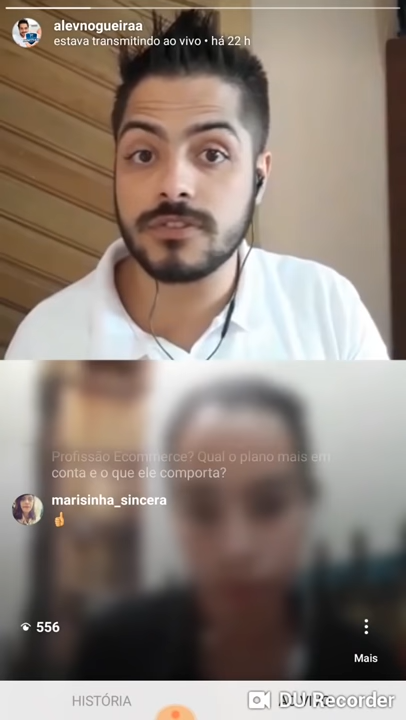 alevnogueiraa
estava transmitindo ao vivo • há 22 h
Profissão Ecommerce? Qual o plano mais em
conta e o que ele comporta?
marisinha_sincera
556
Mais
HISTÓRIA
DU Recorder